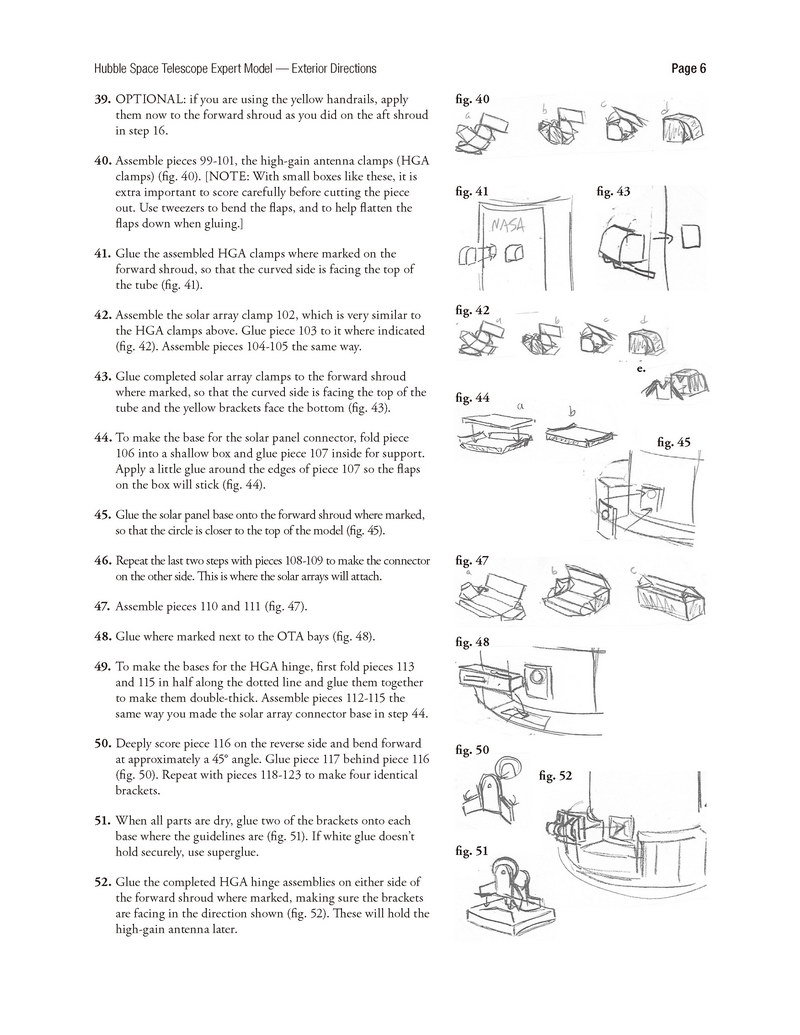 Hubble Space Telescope Expert Model — Exterior Directions
Page 6
39. OPTIONAL: if you are using the yellow handrails, apply
them now to the forward shroud as you did on the aft shroud
in step 16.
40. Assemble pieces 99-101, the high-gain antenna clamps (HGA
clamps) (fig. 40). [NOTE: With small boxes like these, it is
extra important to score carefully before cutting the piece
out. Use tweezers to bend the flaps, and to help flatten the
flaps down when gluing.]
41. Glue the assembled HGA clamps where marked on the
forward shroud, so that the curved side is facing the top of
the tube (fig. 41).
42. Assemble the solar array clamp 102, which is very similar to
the HGA clamps above. Glue piece 103 to it where indicated
(fig. 42). Assemble pieces 104-105 the same way.
43. Glue completed solar array clamps to the forward shroud
where marked, so that the curved side is facing the top of the
tube and the yellow brackets face the bottom (fig. 43).
44. To make the base for the solar panel connector, fold piece
106 into a shallow box and glue piece 107 inside for support.
Apply a little glue around the edges of piece 107 so the flaps
on the box will stick (fig. 44).
45. Glue the solar panel base onto the forward shroud where marked,
so that the circle is closer to the top of the model (fig. 45).
46. Repeat the last two steps with pieces 108-109 to make the connector
on the other side. This is where the solar arrays will attach.
47. Assemble pieces 110 and 111 (fig. 47).
48. Glue where marked next to the OTA bays (fig. 48).
49. To make the bases for the HGA hinge, first fold pieces 113
and 115 in half along the dotted line and glue them together
to make them double-thick. Assemble pieces 112-115 the
same way you made the solar array connector base in step 44.
50. Deeply score piece 116 on the reverse side and bend forward
at approximately a 45° angle. Glue piece 117 behind piece 116
(fig. 50). Repeat with pieces 118-123 to make four identical
brackets.
51. When all parts are dry, glue two of the brackets onto each
base where the guidelines are (fig. 51). If white glue doesn't
hold securely, use superglue.
52. Glue the completed HGA hinge assemblies on either side of
the forward shroud where marked, making sure the brackets
are facing in the direction shown (fig. 52). These will hold the
high-gain antenna later.
fig. 40
a b c d
fig. 41
NASA
fig. 43
fig. 42
a b c d
e.
fig. 44
a b
fig. 45
fig. 47
a b c
fig. 48
fig. 50
fig. 52
fig. 51